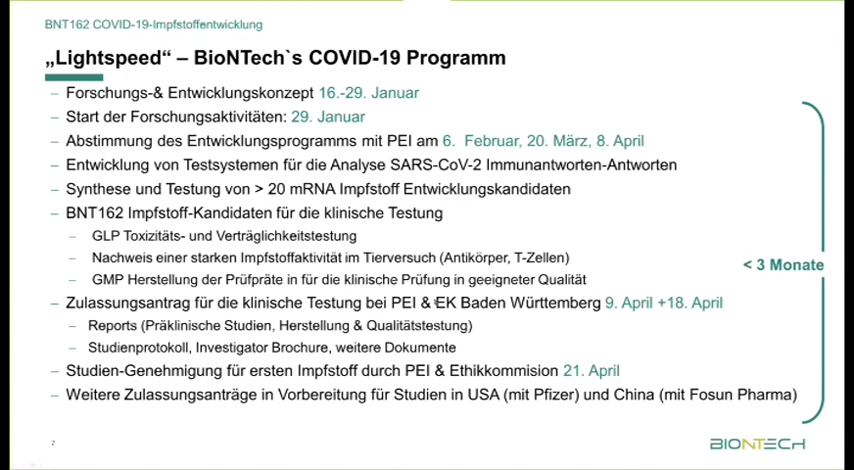 BNT162 COVID-19-Impfstoffentwicklung
„Lightspeed“ – BioNTech`s COVID-19 Programm
– Forschungs-& Entwicklungskonzept 16.-29. Januar
– Start der Forschungsaktivitäten: 29. Januar
– Abstimmung des Entwicklungsprogramms mit PEI am 6. Februar, 20. März, 8. April
– Entwicklung von Testsystemen für die Analyse SARS-CoV-2 Immunantworten-Antworten
– Synthese und Testung von > 20 mRNA Impfstoff Entwicklungskandidaten
– BNT162 Impfstoff-Kandidaten für die klinische Testung
– GLP Toxizitäts- und Verträglichkeitstestung
– Nachweis einer starken Impfstoffaktivität im Tierversuch (Antikörper, T-Zellen)
– GMP Herstellung der Prüfpräte in für die klinische Prüfung in geeigneter Qualität
– Zulassungsantrag für die klinische Testung bei PEI & EK Baden Württemberg 9. April +18. April
– Reports (Präklinische Studien, Herstellung & Qualitätstestung)
– Studienprotokoll, Investigator Brochure, weitere Dokumente
– Studien-Genehmigung für ersten Impfstoff durch PEI & Ethikkommision 21. April
– Weitere Zulassungsanträge in Vorbereitung für Studien in USA (mit Pfizer) und China (mit Fosun Pharma)
< 3 Monate
7
BIONTECH